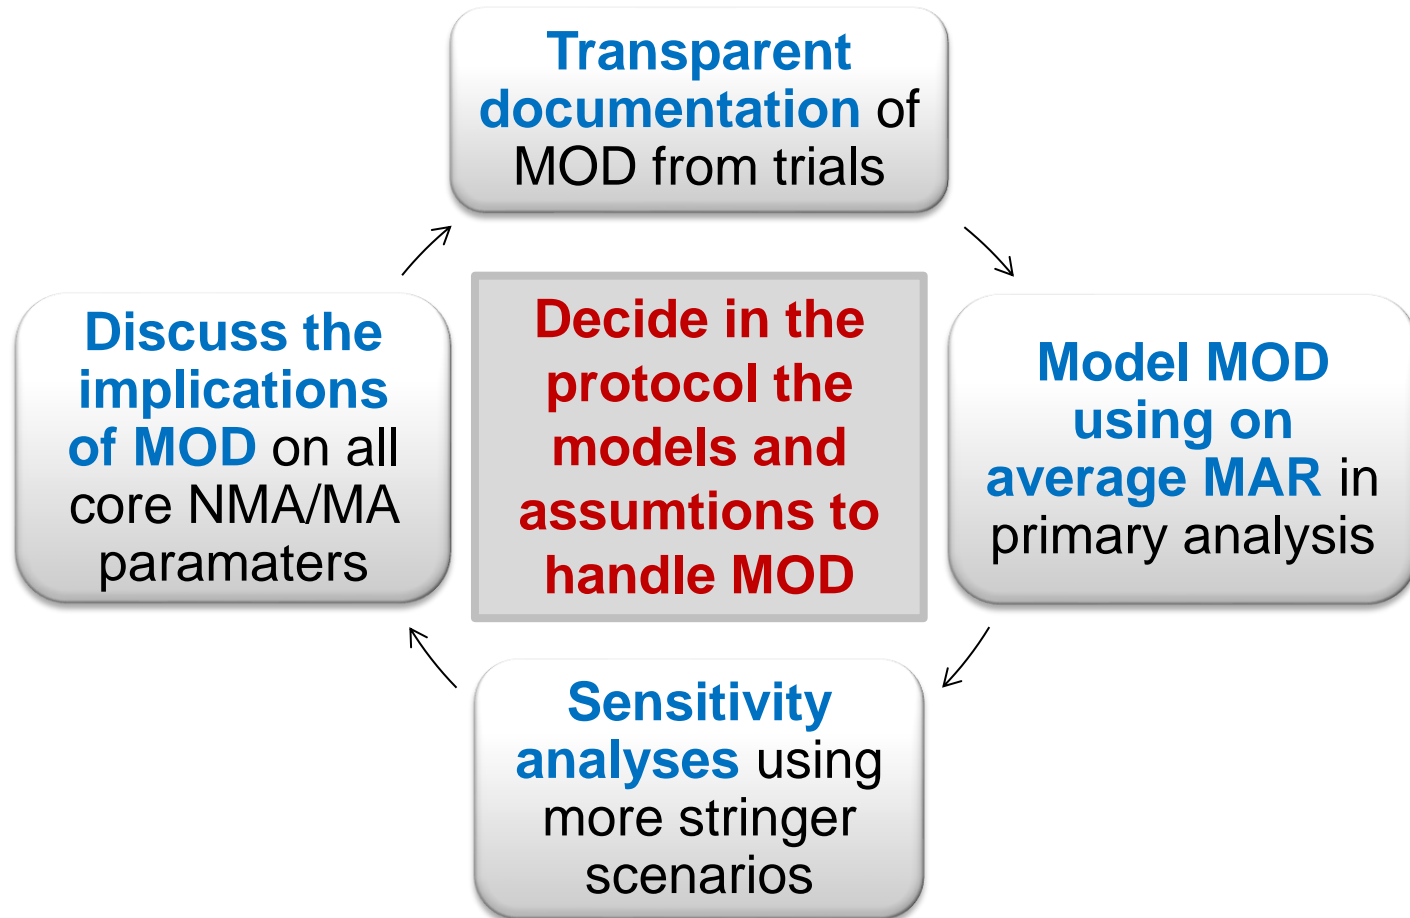 Transparent
documentation of
MOD from trials
Discuss the
implications
of MOD on all
core NMA/MA
paramaters
Decide in the
protocol the
models and
assumtions to
handle MOD
Model MOD
using on
average MAR in
primary analysis
Sensitivity
analyses using
more stringer
scenarios